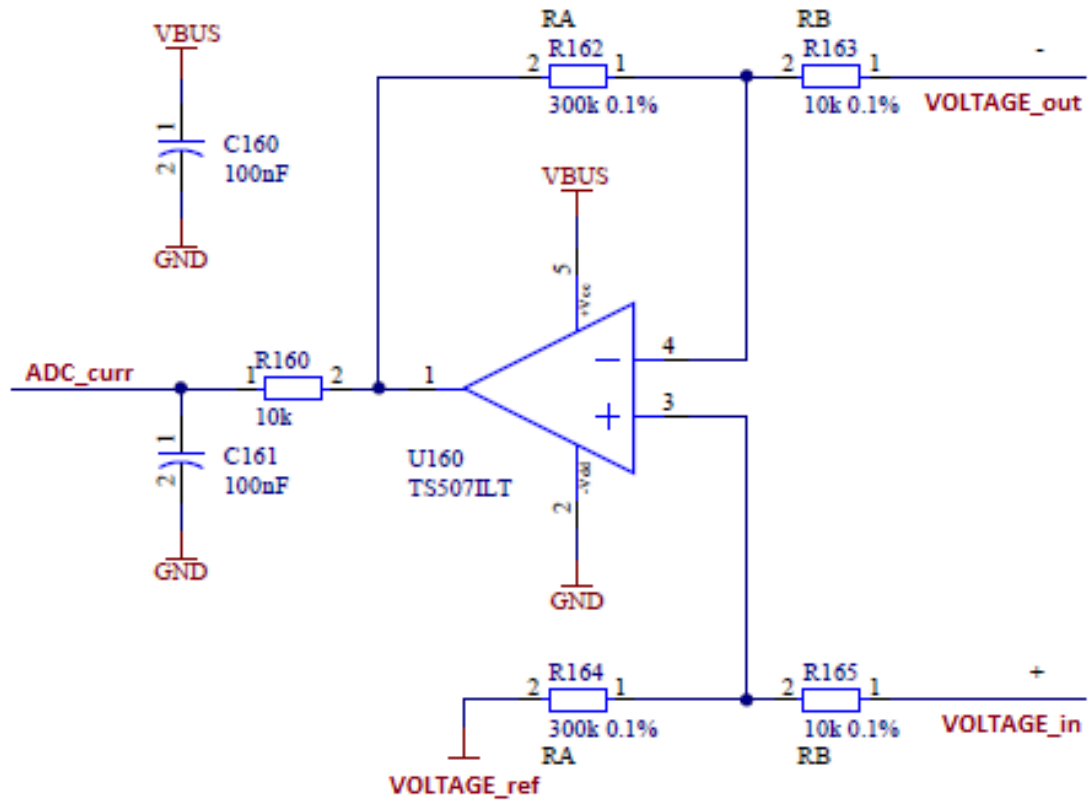 RA
RB
VBUS
R162
R163
-
2
1
2
1
300k 0.1%
10k 0.1%
VOLTAGE_out
1
C160
100nF
2
VBUS
GND
5
+Vcc
4
ADC_curr
R160
1
2
1
3
10k
1
C161
100nF
2
U160
TS507ILT
-Vdd
2
GND
GND
R164
R165
+
2
1
2
1
300k 0.1%
10k 0.1%
VOLTAGE_in
RA
RB
VOLTAGE_ref